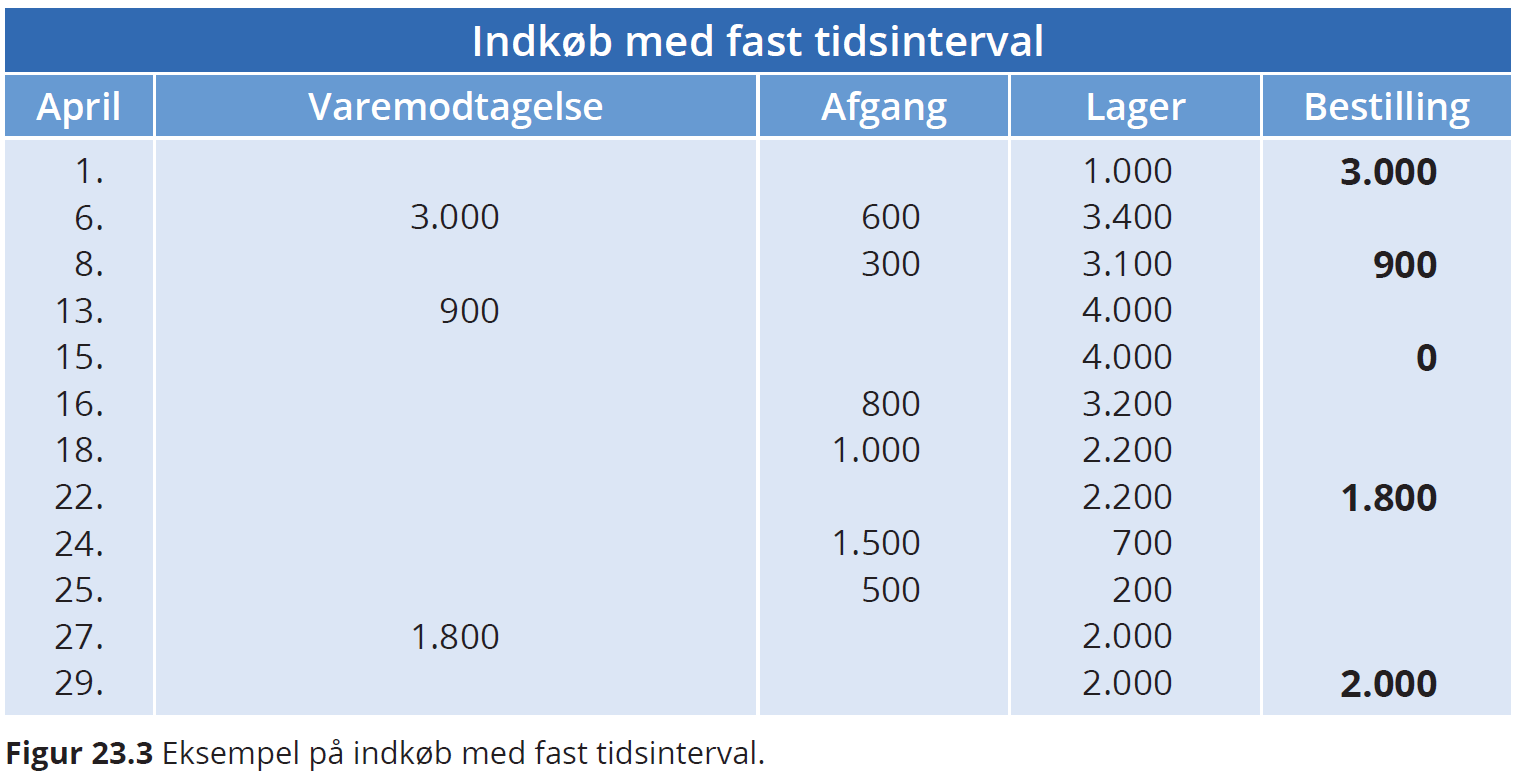 Indkøb med fast tidsinterval
April Varemodtagelse Afgang Lager Bestilling
1. 1.000 3.000
6. 3.000 600 3.400
8. 300 3.100 900
13. 900 4.000
15. 4.000 0
16. 800 3.200
18. 1.000 2.200
22. 2.200 1.800
24. 1.500 700
25. 500 200
27. 1.800 2.000
29. 2.000 2.000
Figur 23.3 Eksempel på indkøb med fast tidsinterval.